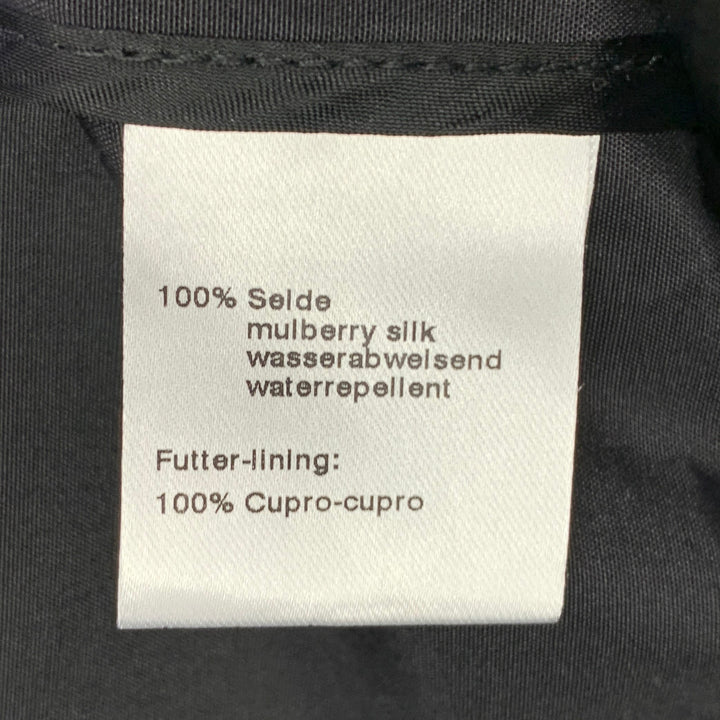 100% Seide
mulberry silk
wasserabweisend
waterrepellent
Futter-lining:
100% Cupro-cupro